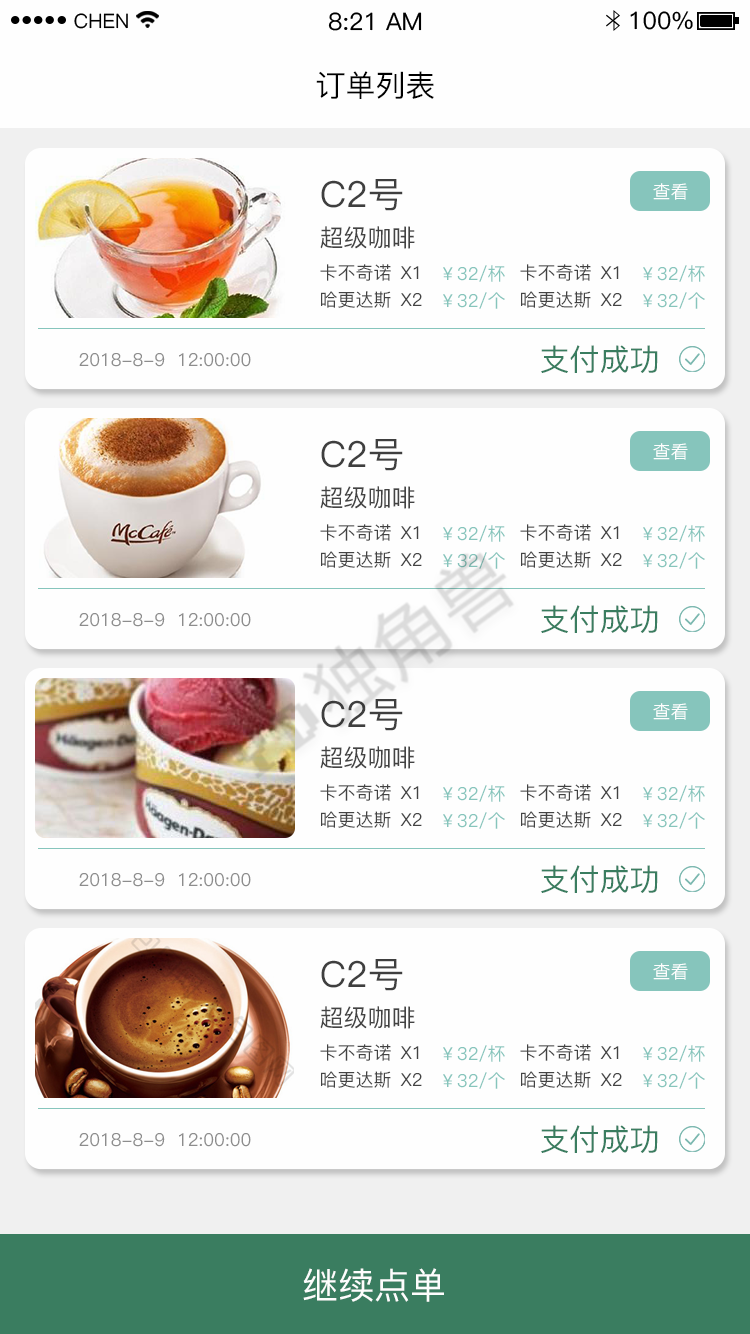 CHEN 8:21 AM 100%
订单列表
C2号 查看
超级咖啡
卡不奇诺 X1 ￥32/杯 卡不奇诺 X1 ￥32/杯
哈更达斯 X2 ￥32/个 哈更达斯 X2 ￥32/个
2018-8-9 12:00:00 支付成功
C2号 查看
超级咖啡
McCafé
卡不奇诺 X1 ￥32/杯 卡不奇诺 X1 ￥32/杯
哈更达斯 X2 ￥32/个 哈更达斯 X2 ￥32/个
2018-8-9 12:00:00 支付成功
独角兽
C2号 查看
超级咖啡
卡不奇诺 X1 ￥32/杯 卡不奇诺 X1 ￥32/杯
哈更达斯 X2 ￥32/个 哈更达斯 X2 ￥32/个
2018-8-9 12:00:00 支付成功
C2号 查看
超级咖啡
卡不奇诺 X1 ￥32/杯 卡不奇诺 X1 ￥32/杯
哈更达斯 X2 ￥32/个 哈更达斯 X2 ￥32/个
2018-8-9 12:00:00 支付成功
继续点单